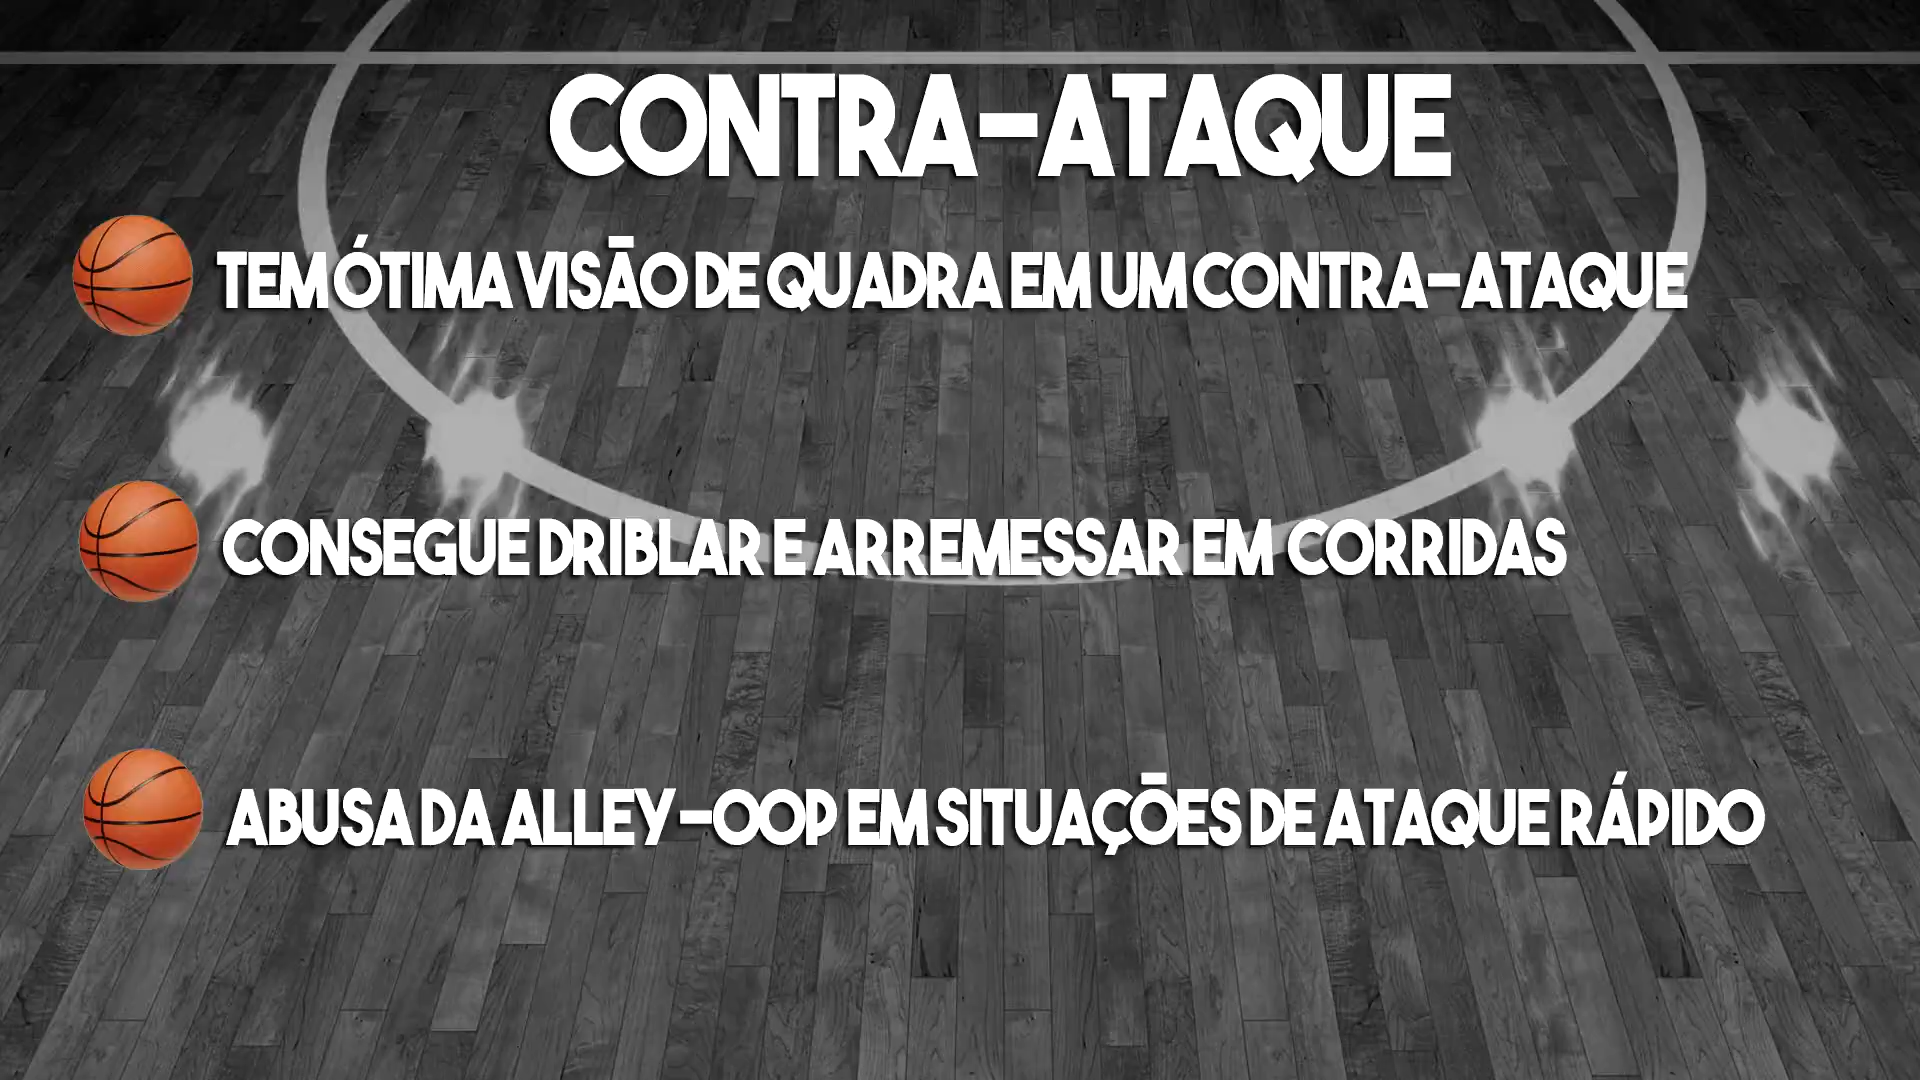 CONTRA-ATAQUE
TEM ÓTIMA VISÃO DE QUADRA EM UM CONTRA-ATAQUE
CONSEGUE DRIBLAR E ARREMESSAR EM CORRIDAS
ABUSA DA ALLEY-OOP EM SITUAÇÕES DE ATAQUE RÁPIDO